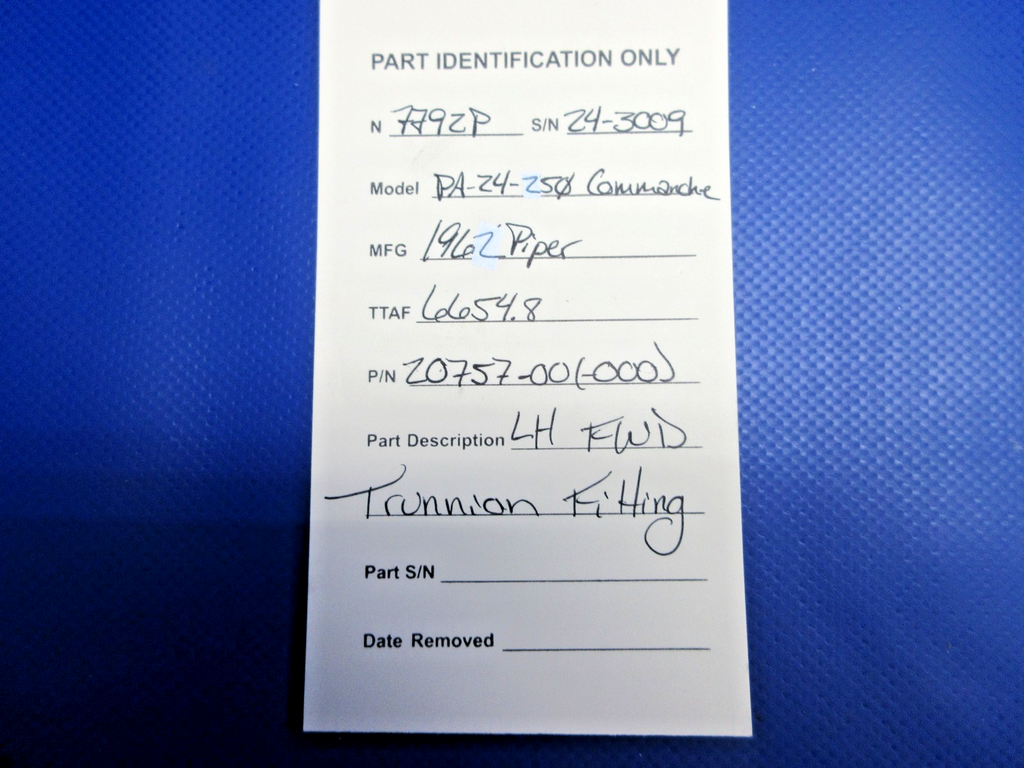 PART IDENTIFICATION ONLY
N 7792P S/N 24-3009
Model PA-24-250 Commanche
MFG 1962 Piper
TTAF 6654.8
P/N 20757-00(-000)
Part Description LH FWD
Trunnion Fitting
Part S/N
Date Removed